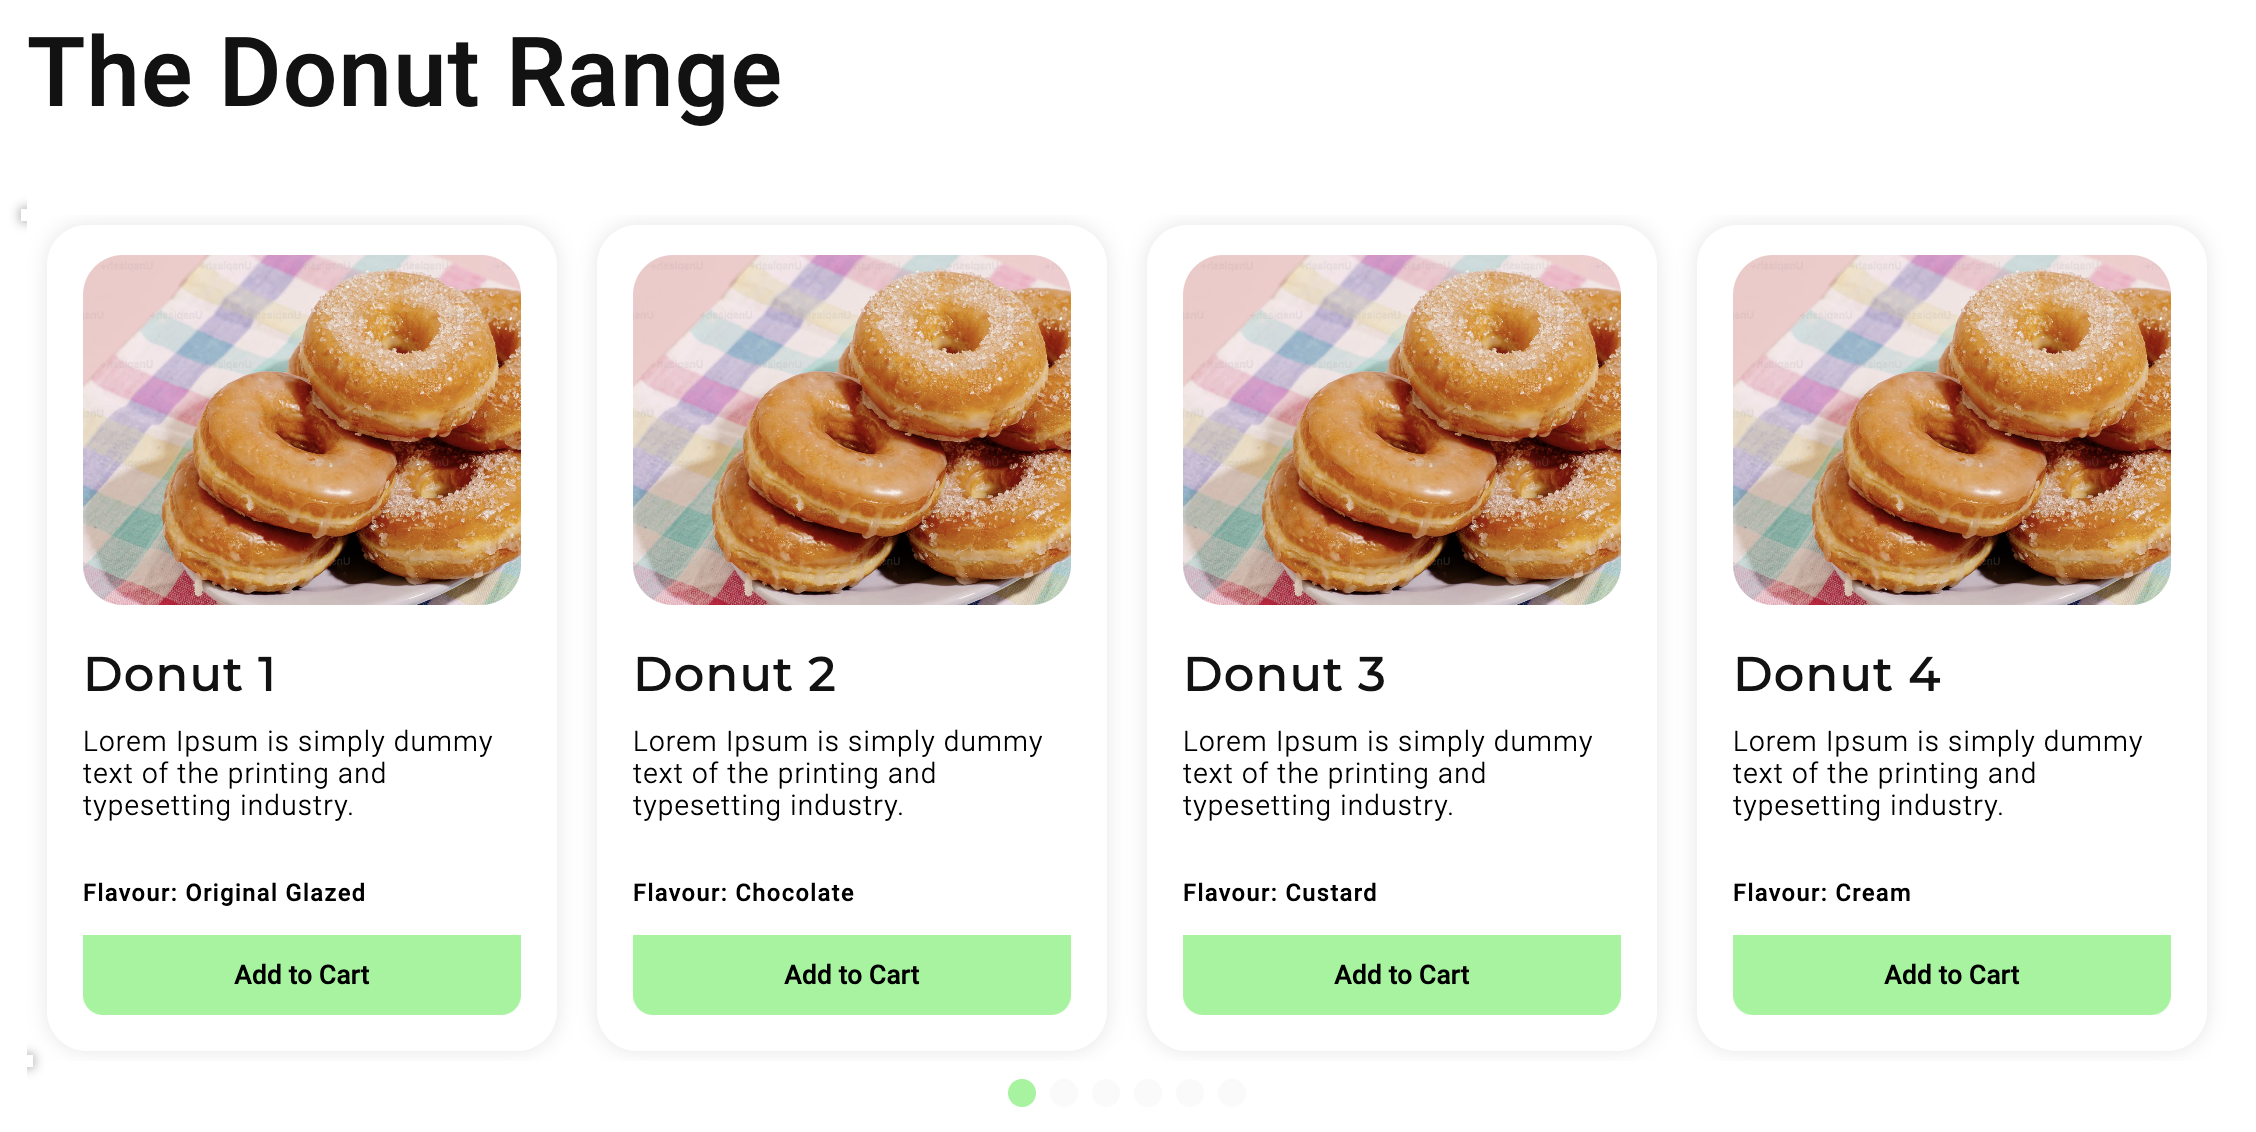 The Donut Range
Donut 1
Lorem Ipsum is simply dummy
text of the printing and
typesetting industry.
Flavour: Original Glazed
Add to Cart
Donut 2
Lorem Ipsum is simply dummy
text of the printing and
typesetting industry.
Flavour: Chocolate
Add to Cart
Donut 3
Lorem Ipsum is simply dummy
text of the printing and
typesetting industry.
Flavour: Custard
Add to Cart
Donut 4
Lorem Ipsum is simply dummy
text of the printing and
typesetting industry.
Flavour: Cream
Add to Cart